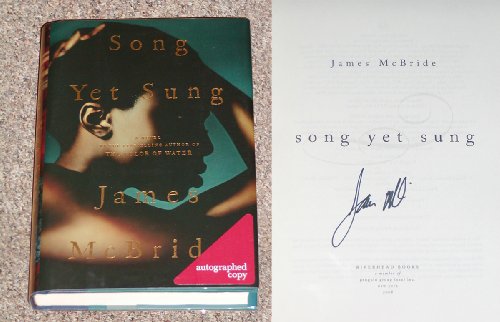 Song
Yet Sung
A NOVEL
THE COLOR OF WATER
James
McBrid
autographed
copy
James McBride
song yet sung
RIVERHEAD BOOKS
a member of
penguin group (usa) inc.
new york
2008